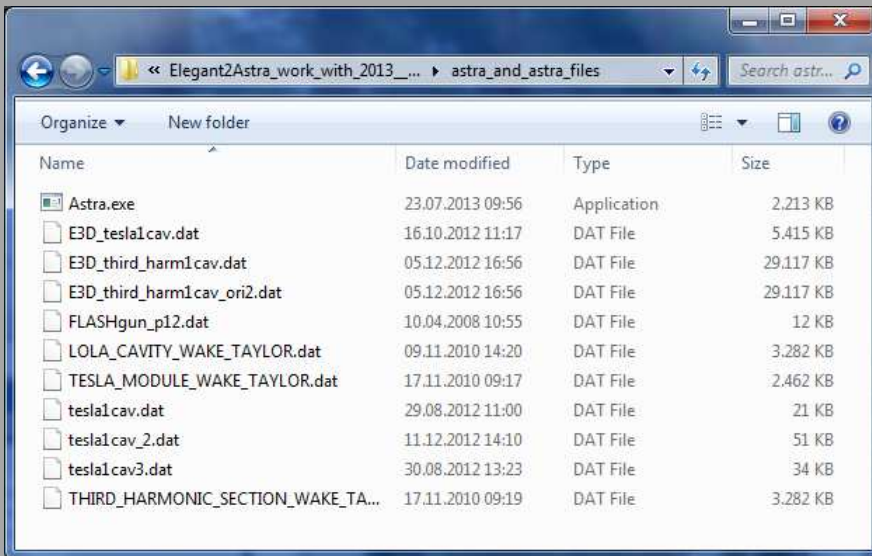 « Elegant2Astra_work_with_2013__... ▸ astra_and_astra_files Search astr...
Organize ▾ New folder
Name Date modified Type Size
Astra.exe 23.07.2013 09:56 Application 2.213 KB
E3D_tesla1cav.dat 16.10.2012 11:17 DAT File 5.415 KB
E3D_third_harm1cav.dat 05.12.2012 16:56 DAT File 29.117 KB
E3D_third_harm1cav_ori2.dat 05.12.2012 16:56 DAT File 29.117 KB
FLASHgun_p12.dat 10.04.2008 10:55 DAT File 12 KB
LOLA_CAVITY_WAKE_TAYLOR.dat 09.11.2010 14:20 DAT File 3.282 KB
TESLA_MODULE_WAKE_TAYLOR.dat 17.11.2010 09:17 DAT File 2.462 KB
tesla1cav.dat 29.08.2012 11:00 DAT File 21 KB
tesla1cav_2.dat 11.12.2012 14:10 DAT File 51 KB
tesla1cav3.dat 30.08.2012 13:23 DAT File 34 KB
THIRD_HARMONIC_SECTION_WAKE_TA... 17.11.2010 09:19 DAT File 3.282 KB